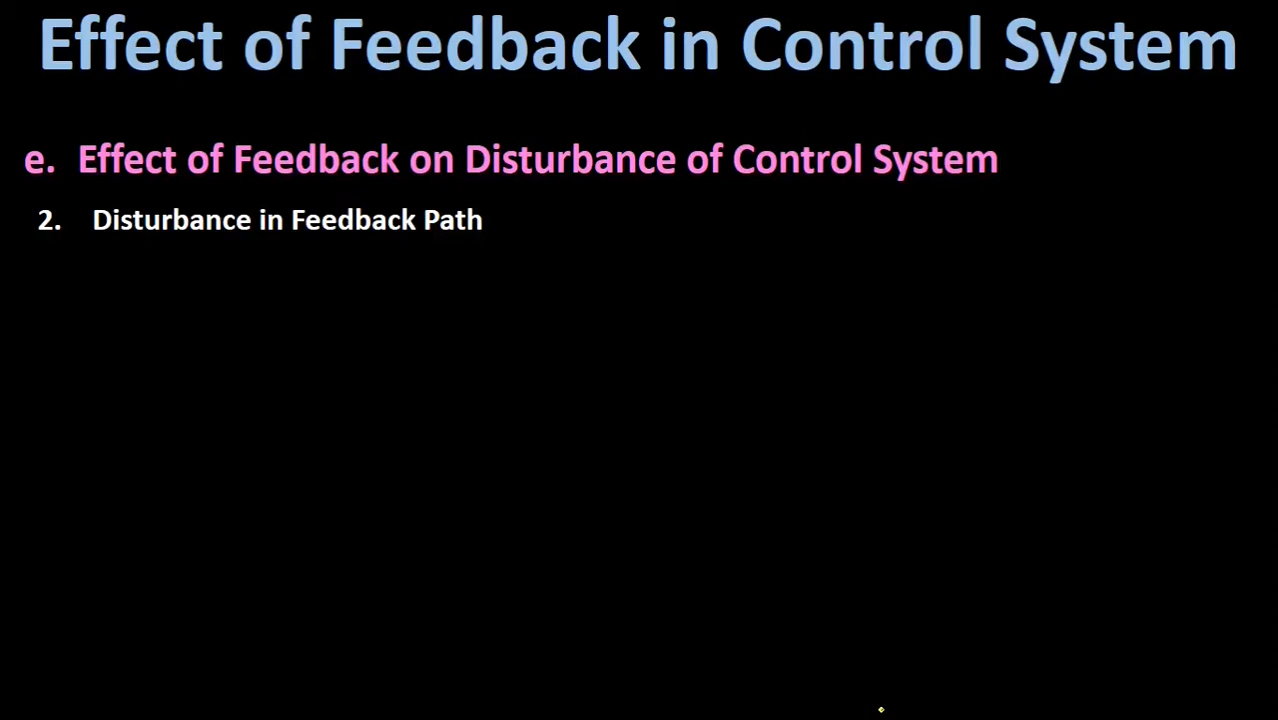 Effect of Feedback in Control System
e. Effect of Feedback on Disturbance of Control System
2. Disturbance in Feedback Path